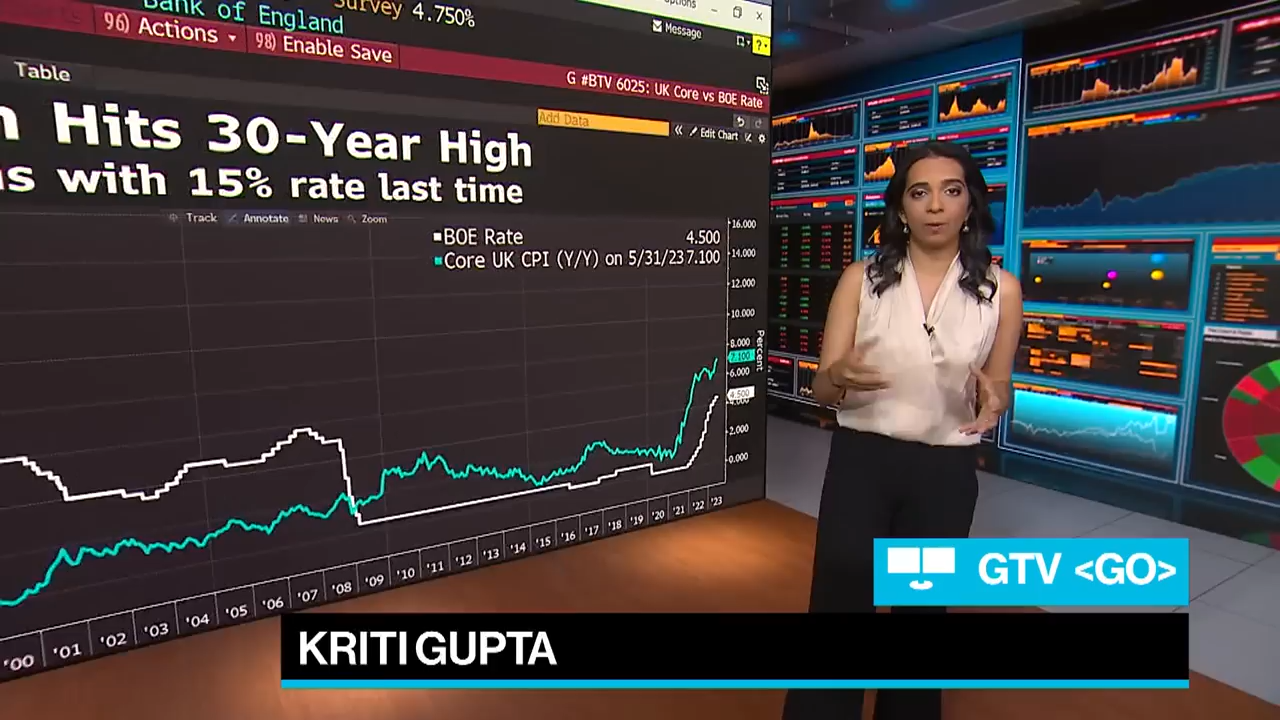 Bank of England
Survey 4.750%
ptions
Message
96) Actions
98) Enable Save
?
Table
G #BTV 6025: UK Core vs BOE Rate
Hits 30-Year High
Add Data
« Edit Chart
with 15% rate last time
Track Annotate News Zoom
BOE Rate 4.500
Core UK CPI (Y/Y) on 5/31/23 7.100
16.000
14.000
12.000
10.000
8.000
7.100
6.000
4.500
4.000
2.000
0.000
Percent
'00 '01 '02 '03 '04 '05 '06 '07 '08 '09 '10 '11 '12 '13 '14 '15 '16 '17 '18 '19 '20 '21 '22 '23
GTV <GO>
KRITI GUPTA